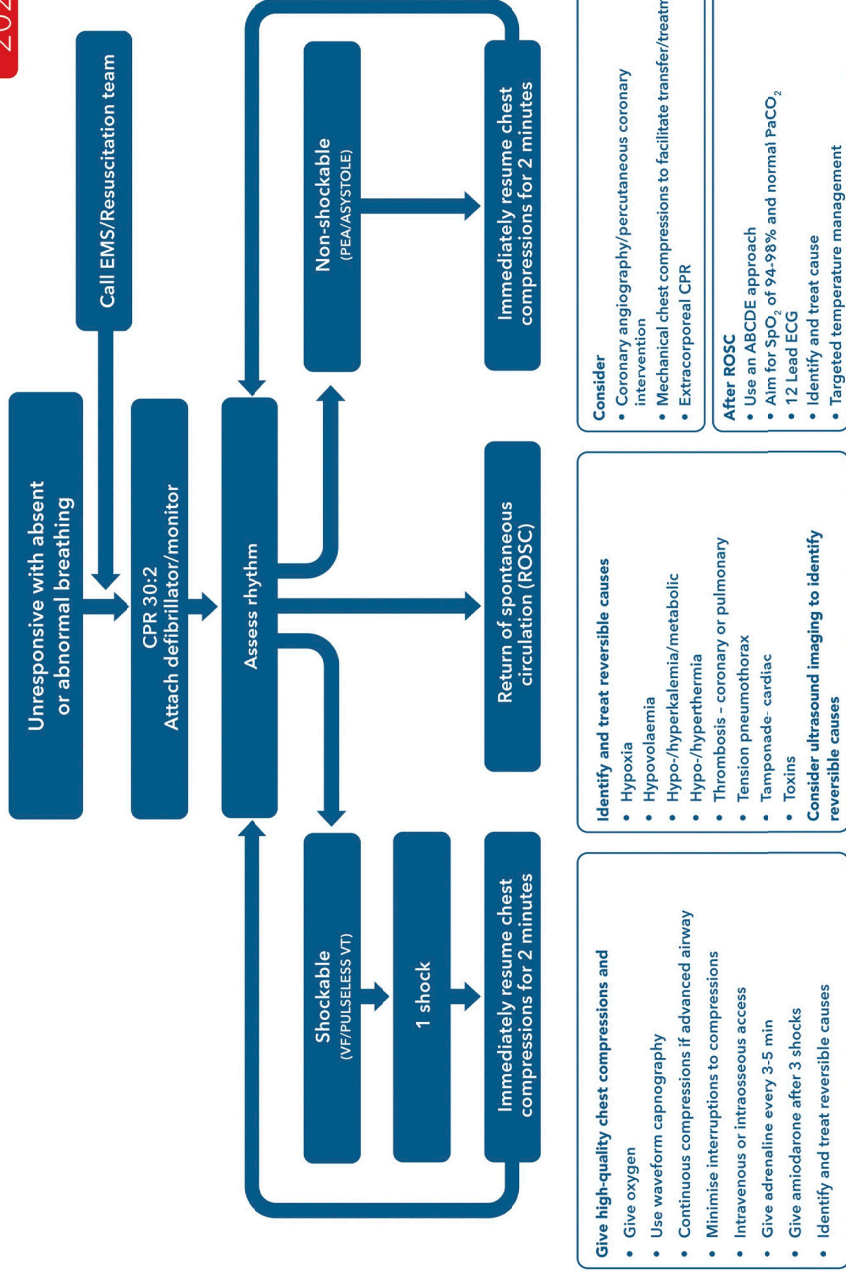 202
Unresponsive with absent
or abnormal breathing
Call EMS/Resuscitation team
CPR 30:2
Attach defibrillator/monitor
Assess rhythm
Shockable
(VF/PULSELESS VT)
1 shock
Immediately resume chest
compressions for 2 minutes
Return of spontaneous
circulation (ROSC)
Non-shockable
(PEA/ASYSTOLE)
Immediately resume chest
compressions for 2 minutes
Give high-quality chest compressions and
• Give oxygen
• Use waveform capnography
• Continuous compressions if advanced airway
• Minimise interruptions to compressions
• Intravenous or intraosseous access
• Give adrenaline every 3-5 min
• Give amiodarone after 3 shocks
• Identify and treat reversible causes
Identify and treat reversible causes
• Hypoxia
• Hypovolaemia
• Hypo-/hyperkalemia/metabolic
• Hypo-/hyperthermia
• Thrombosis – coronary or pulmonary
• Tension pneumothorax
• Tamponade- cardiac
• Toxins
Consider ultrasound imaging to identify
reversible causes
Consider
• Coronary angiography/percutaneous coronary
intervention
• Mechanical chest compressions to facilitate transfer/treatm
• Extracorporeal CPR
After ROSC
• Use an ABCDE approach
• Aim for SpO₂ of 94-98% and normal PaCO₂
• 12 Lead ECG
• Identify and treat cause
• Targeted temperature management